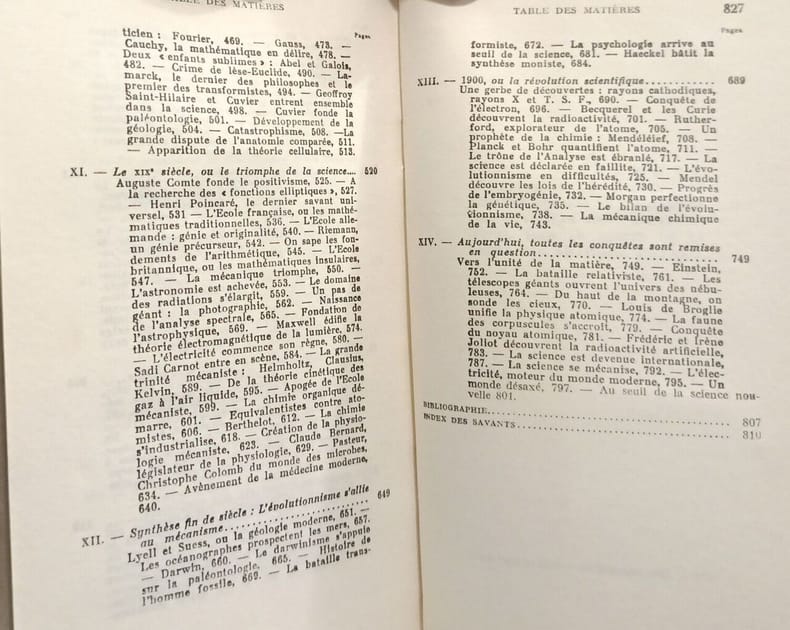 TABLE DES MATIÈRES
Pages
ticien : Fourier, 469. — Gauss, 473. —
Cauchy, la mathématique en délire, 478. —
Deux « enfants sublimes » : Abel et Galois,
482. — Crime de lèse-Euclide, 490. — La-
marck, le dernier des philosophes et le
premier des transformistes, 494. — Geoffroy
Saint-Hilaire et Cuvier entrent ensemble
dans la science, 498. — Cuvier fonde la
paléontologie, 501. — Développement de la
géologie, 504. — Catastrophisme, 508. —La
grande dispute de l'anatomie comparée, 511.
— Apparition de la théorie cellulaire, 513.
XI. — Le XIXe siècle, ou le triomphe de la science.... 520
Auguste Comte fonde le positivisme, 525. — A
la recherche des « fonctions elliptiques », 527.
— Henri Poincaré, le dernier savant uni-
versel, 531 — L'Ecole française, ou les mathé-
matiques traditionnelles, 536. — L'Ecole alle-
mande : génie et originalité, 540. — Riemann,
un génie précurseur, 542. — On sape les fon-
dements de l'arithmétique, 545. — L'Ecole
britannique, ou les mathématiques insulaires,
547. — La mécanique triomphe, 550. —
L'astronomie est achevée, 553. — Le domaine
des radiations s'élargit, 559. — Un pas de
géant : la photographie, 562. — Naissance
de l'analyse spectrale, 565. — Fondation de
l'astrophysique, 569. — Maxwell édifie la
théorie électromagnétique de la lumière, 574.
— L'électricité commence son règne, 580. —
Sadi Carnot entre en scène, 584. — La grande
trinité mécaniste : Helmholtz, Clausius,
Kelvin, 589. — De la théorie cinétique des
gaz à l'air liquide, 595. — Apogée de l'Ecole
mécaniste, 599. — La chimie organique dé-
marre, 601. — Equivalentistes contre ato-
mistes, 606. — Berthelot, 612. — La chimie
s'industrialise, 618. — Création de la physio-
logie mécaniste, 623. — Claude Bernard,
législateur de la physiologie, 629. — Pasteur,
Christophe Colomb du monde des microbes,
634. — Avènement de la médecine moderne,
640.
XII. — Synthèse fin de siècle : L'évolutionnisme s'allie
au mécanisme.................................. 649
Lyell et Suess, ou la géologie moderne, 651. —
Les océanographes prospectent les mers, 657.
— Darwin, 660. — Le darwinisme s'appuie
sur la paléontologie, 665. — Histoire de
l'homme fossile, 669. — La bataille trans-
TABLE DES MATIÈRES 827
Pages
formiste, 672. — La psychologie arrive au
seuil de la science, 681. — Haeckel bâtit la
synthèse moniste, 684.
XIII. — 1900, ou la révolution scientifique............ 689
Une gerbe de découvertes : rayons cathodiques,
rayons X et T. S. F., 690. — Conquête de
l'électron, 696. — Becquerel et les Curie
découvrent la radioactivité, 701. — Ruther-
ford, explorateur de l'atome, 705. — Un
prophète de la chimie : Mendéléief, 708. —
Planck et Bohr quantifient l'atome, 711. —
Le trône de l'Analyse est ébranlé, 717. — La
science est déclarée en faillite, 721. — L'évo-
lutionnisme en difficultés, 725. — Mendel
découvre les lois de l'hérédité, 730. — Progrès
de l'embryogénie, 732. — Morgan perfectionne
la génétique, 735. — Le bilan de l'évolu-
tionnisme, 738. — La mécanique chimique
de la vie, 743.
XIV. — Aujourd'hui, toutes les conquêtes sont remises
en question.................................. 749
Vers l'unité de la matière, 749. — Einstein,
752. — La bataille relativiste, 761. — Les
télescopes géants ouvrent l'univers des nébu-
leuses, 764. — Du haut de la montagne, on
sonde les cieux, 770. — Louis de Broglie
unifie la physique atomique, 774. — La faune
des corpuscules s'accroît, 779. — Conquête
du noyau atomique, 781. — Frédéric et Irène
Joliot découvrent la radioactivité artificielle,
783. — La science est devenue internationale,
787. — La science se mécanise, 792. — L'élec-
tricité, moteur du monde moderne, 795. — Un
monde désaxé, 797. — Au seuil de la science nou-
velle 801.
BIBLIOGRAPHIE.................................. 807
INDEX DES SAVANTS.................................. 810